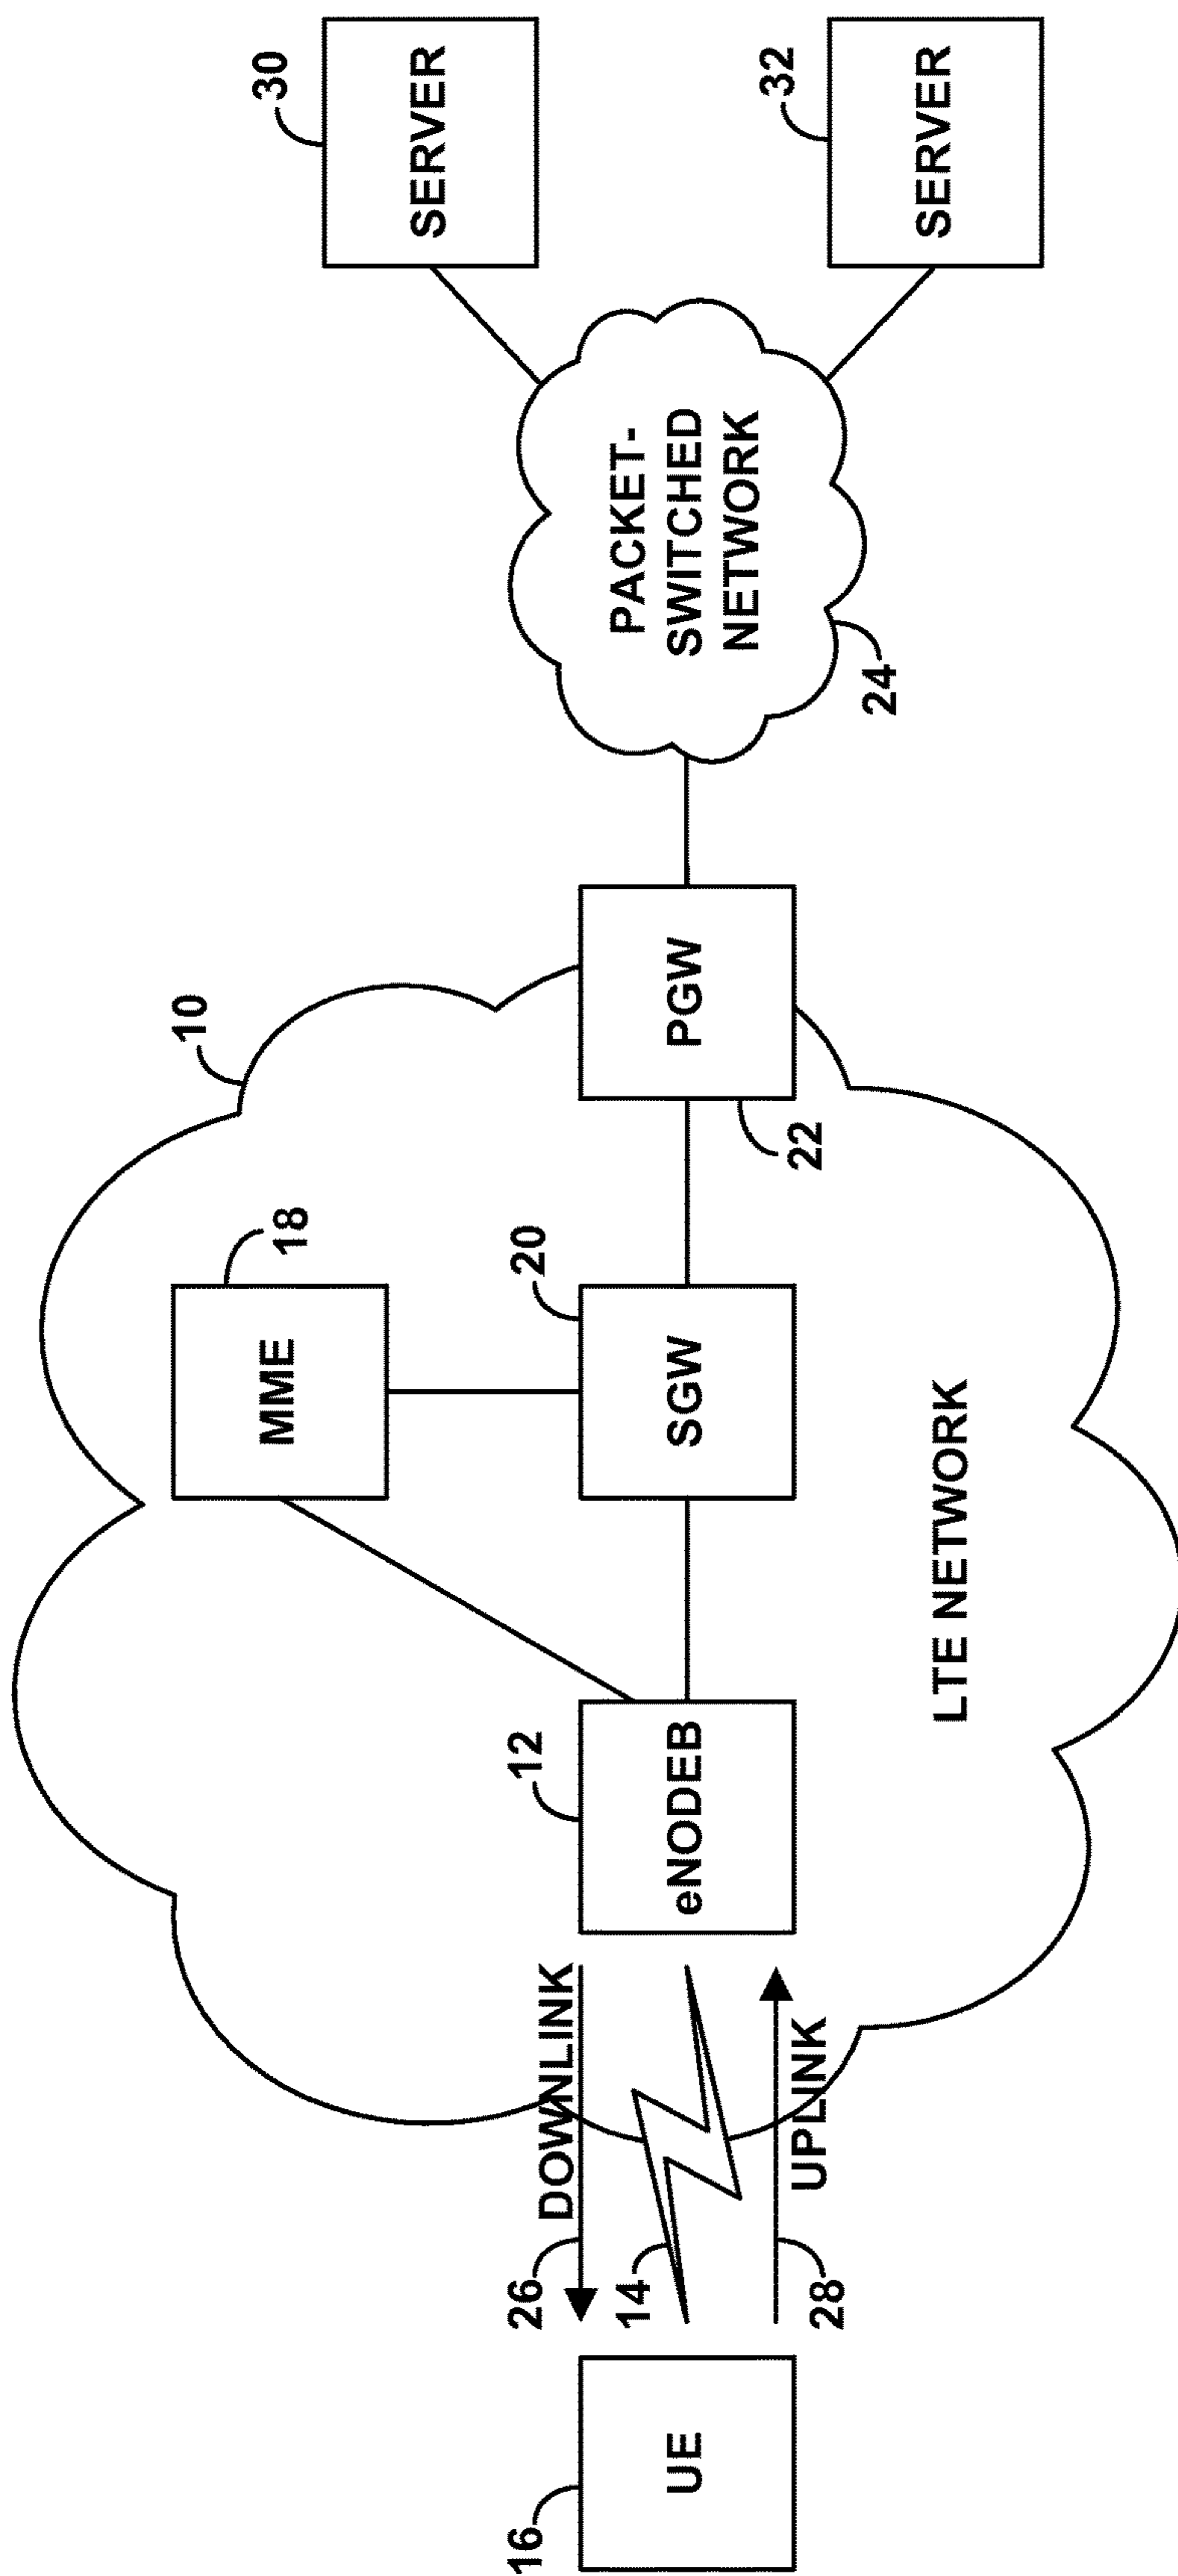 10
MME
18
30
SERVER
16
UE
26
DOWNLINK
14
28
UPLINK
12
eNODEB
20
SGW
PGW
22
PACKET-
SWITCHED
NETWORK
24
32
SERVER
LTE NETWORK